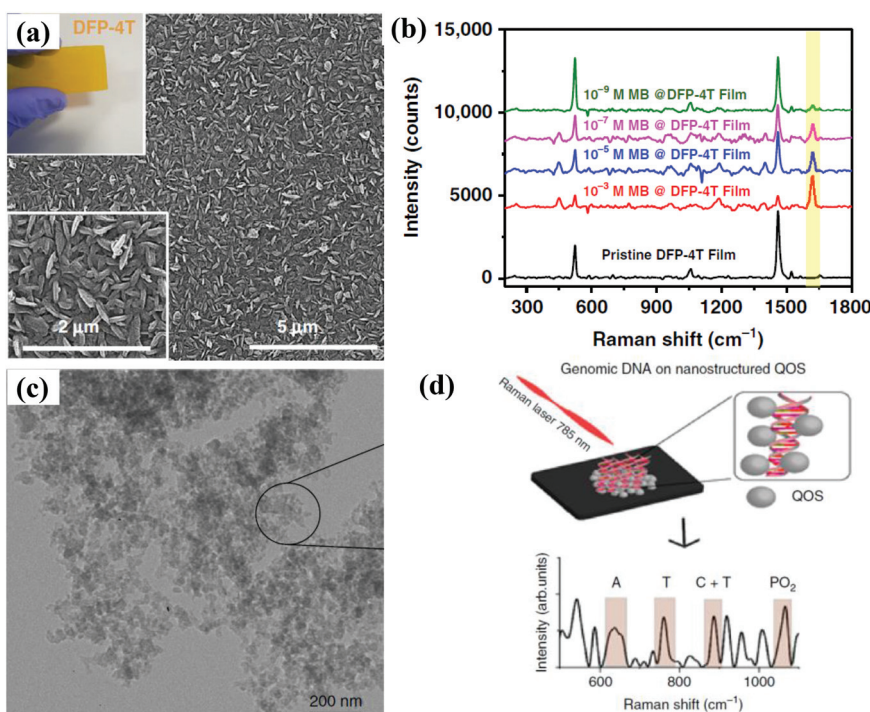 (a)
DFP-4T
2 µm
5 µm
(b)
15,000
10,000
5000
0
Intensity (counts)
10⁻⁹ M MB @DFP-4T Film
10⁻⁷ M MB @ DFP-4T Film
10⁻⁵ M MB @ DFP-4T Film
10⁻³ M MB @ DFP-4T Film
Pristine DFP-4T Film
300 600 900 1200 1500 1800
Raman shift (cm⁻¹)
(c)
200 nm
(d)
Genomic DNA on nanostructured QOS
Raman laser 785 nm
QOS
A T C + T PO₂
Intensity (arb.units)
600 800 1000
Raman shift (cm⁻¹)